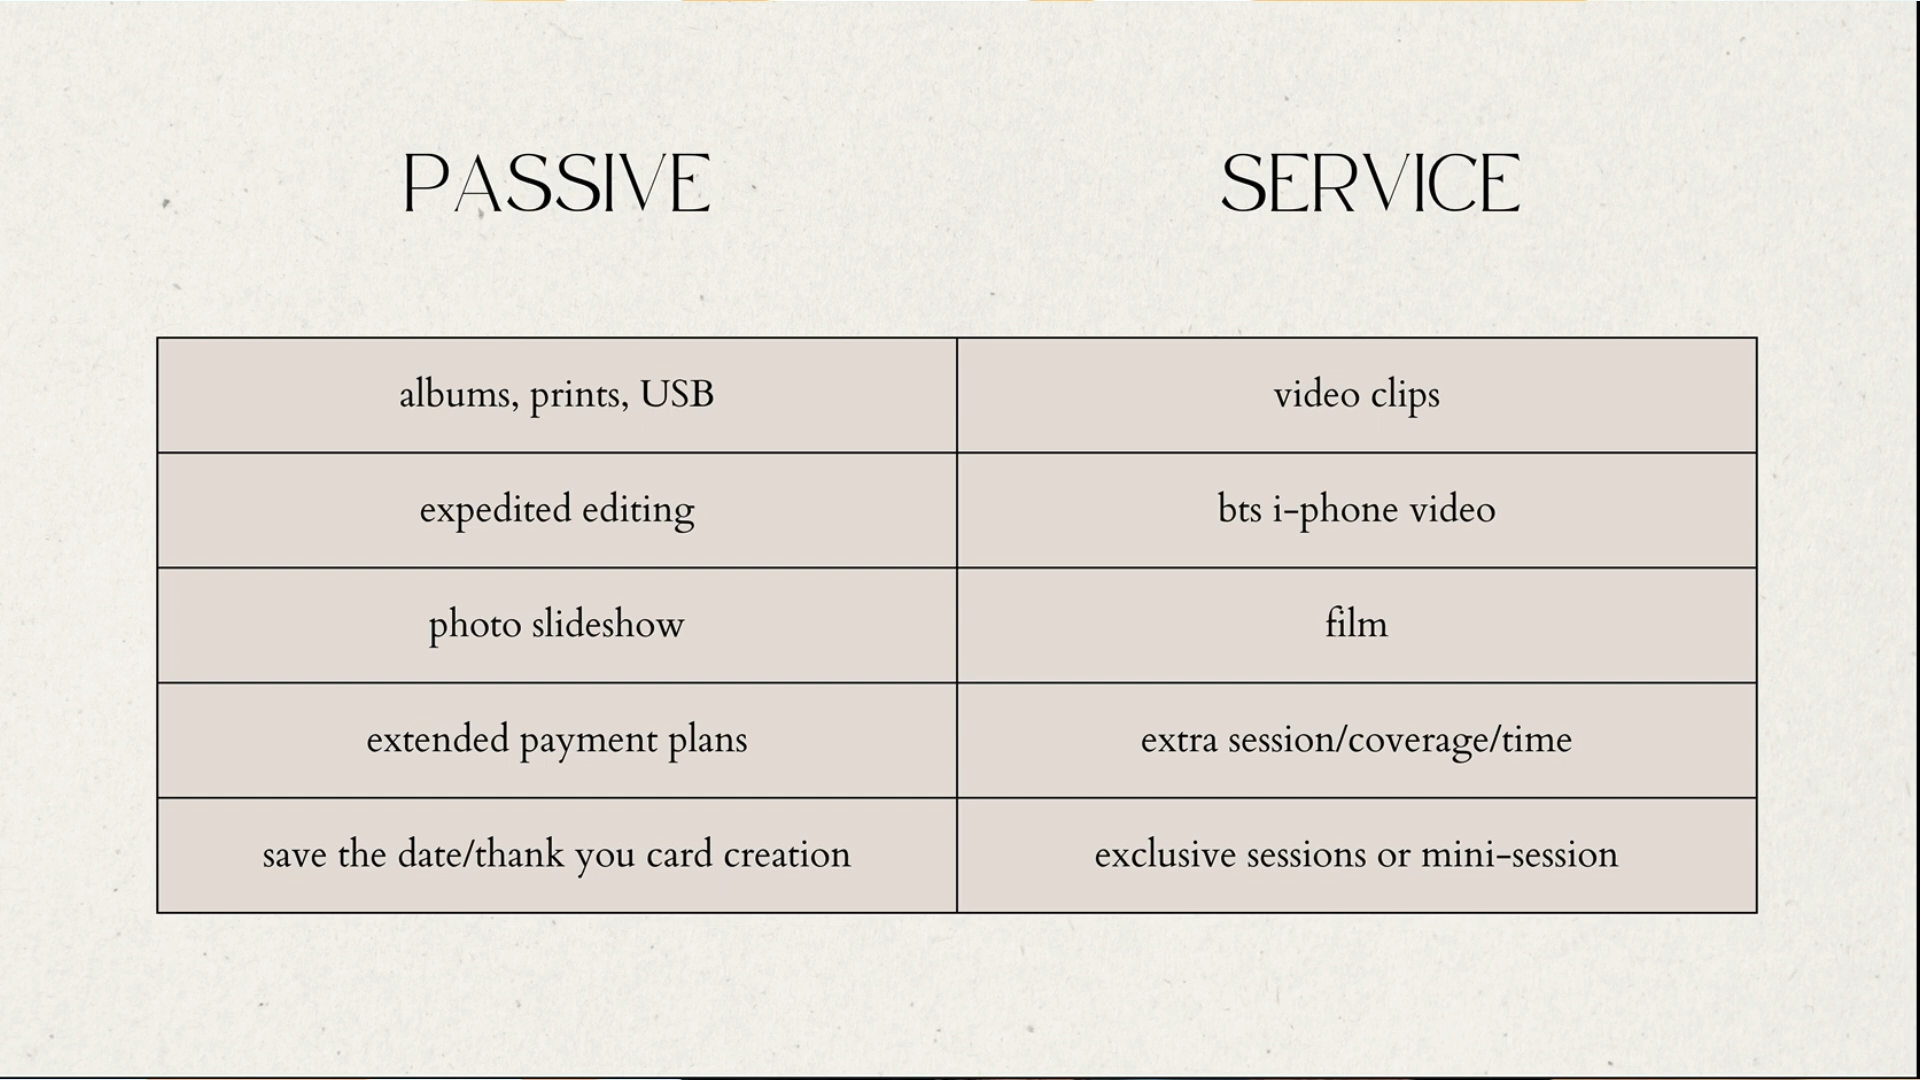 PASSIVE
SERVICE
albums, prints, USB
video clips
expedited editing
bts i-phone video
photo slideshow
film
extended payment plans
extra session/coverage/time
save the date/thank you card creation
exclusive sessions or mini-session